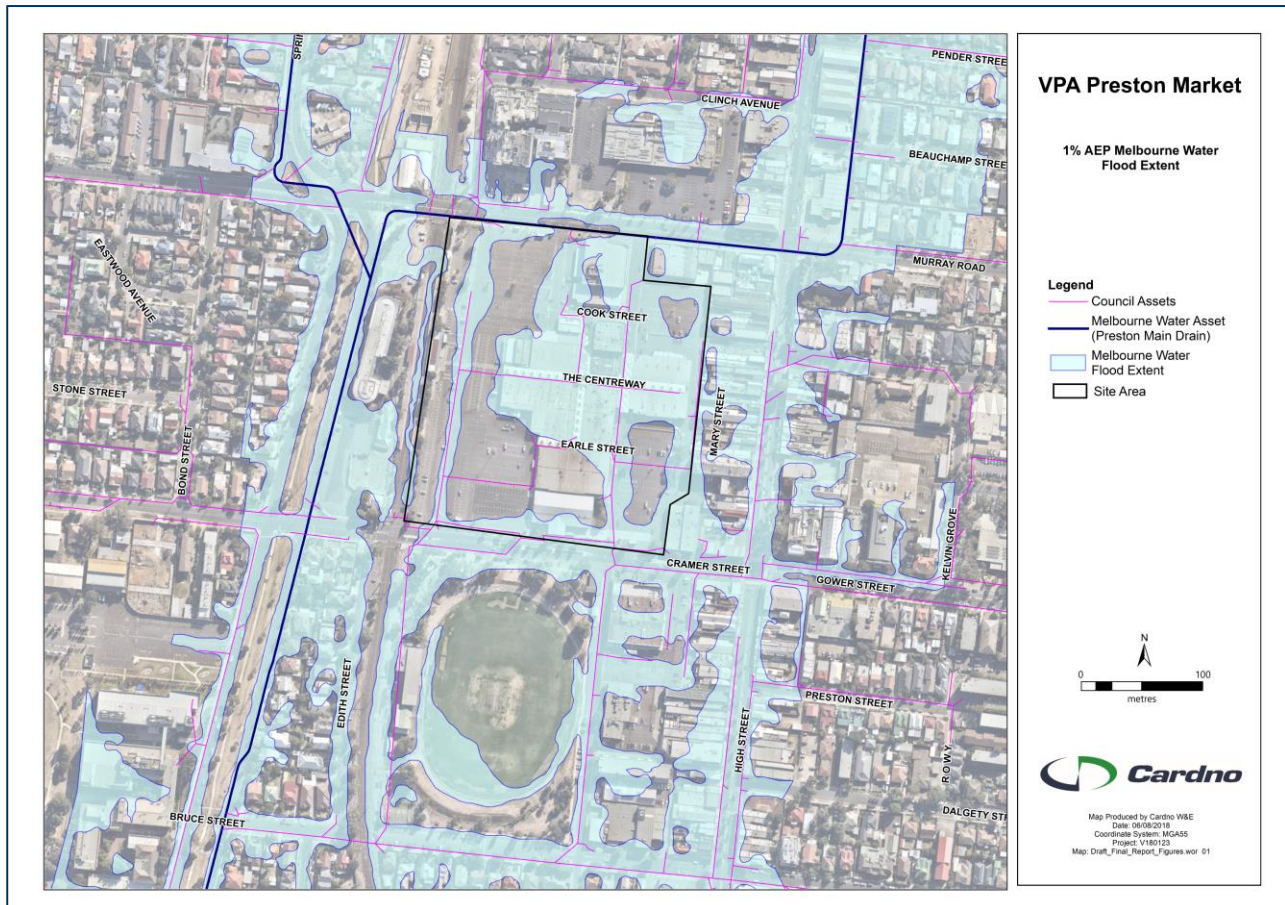 SPRI
PENDER STREE
CLINCH AVENUE
BEAUCHAMP STREE
MURRAY ROAD
EASTWOOD AVENUE
COOK STREET
THE CENTREWAY
STONE STREET
BOND STREET
MARY STREET
EARLE STREET
CRAMER STREET
GOWER STREET
KELVIN GROVE
EDITH STREET
HIGH STREET
PRESTON STREET
R O W Y
BRUCE STREET
DALGETY STR
VPA Preston Market
1% AEP Melbourne Water
Flood Extent
Legend
Council Assets
Melbourne Water Asset
(Preston Main Drain)
Melbourne Water
Flood Extent
Site Area
N
0 100
metres
Cardno
Map Produced by Cardno W&E
Date: 06/08/2018
Coordinate System: MGA55
Project: V180123
Map: Draft_Final_Report_Figures.wor 01